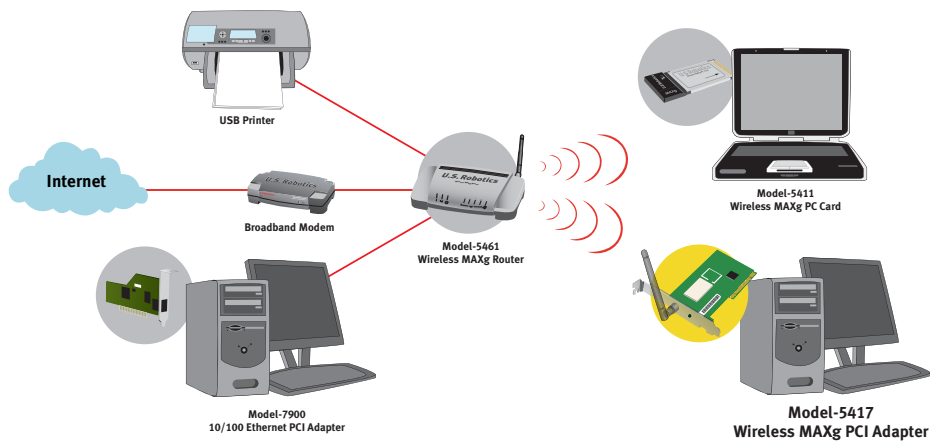 USB Printer
Internet
U.S. Robotics
Broadband Modem
U.S. Robotics
Model-5461
Wireless MAXg Router
Model-5411
Wireless MAXg PC Card
Model-7900
10/100 Ethernet PCI Adapter
Model-5417
Wireless MAXg PCI Adapter